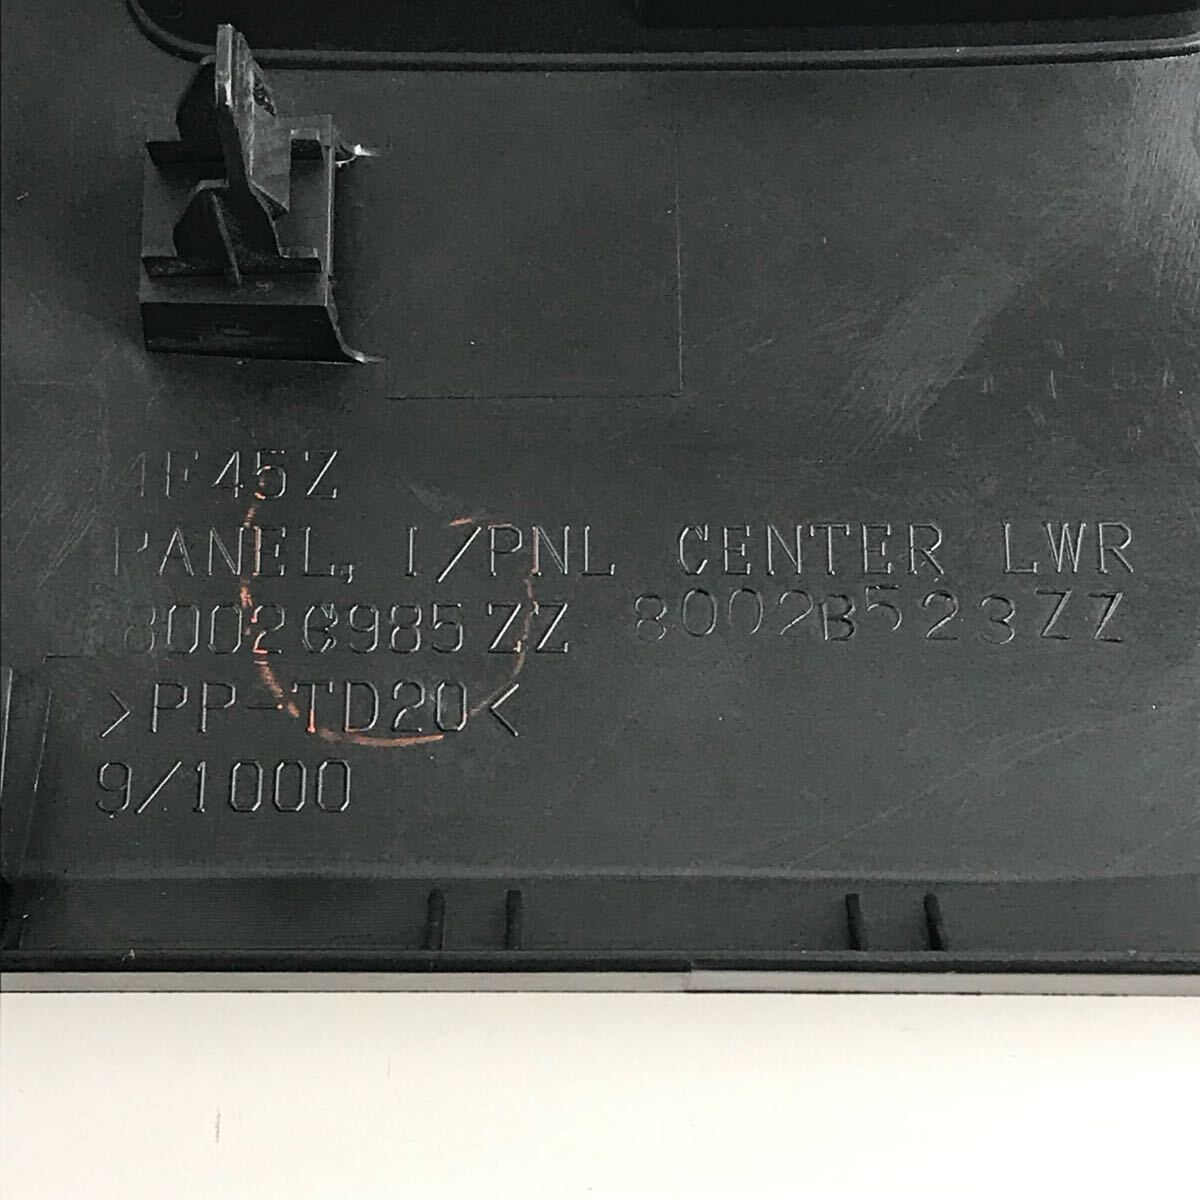 4F45Z
PANEL, I/PNL CENTER LWR
8002C985ZZ 8002B523ZZ
>PP-TD20<
9/1000